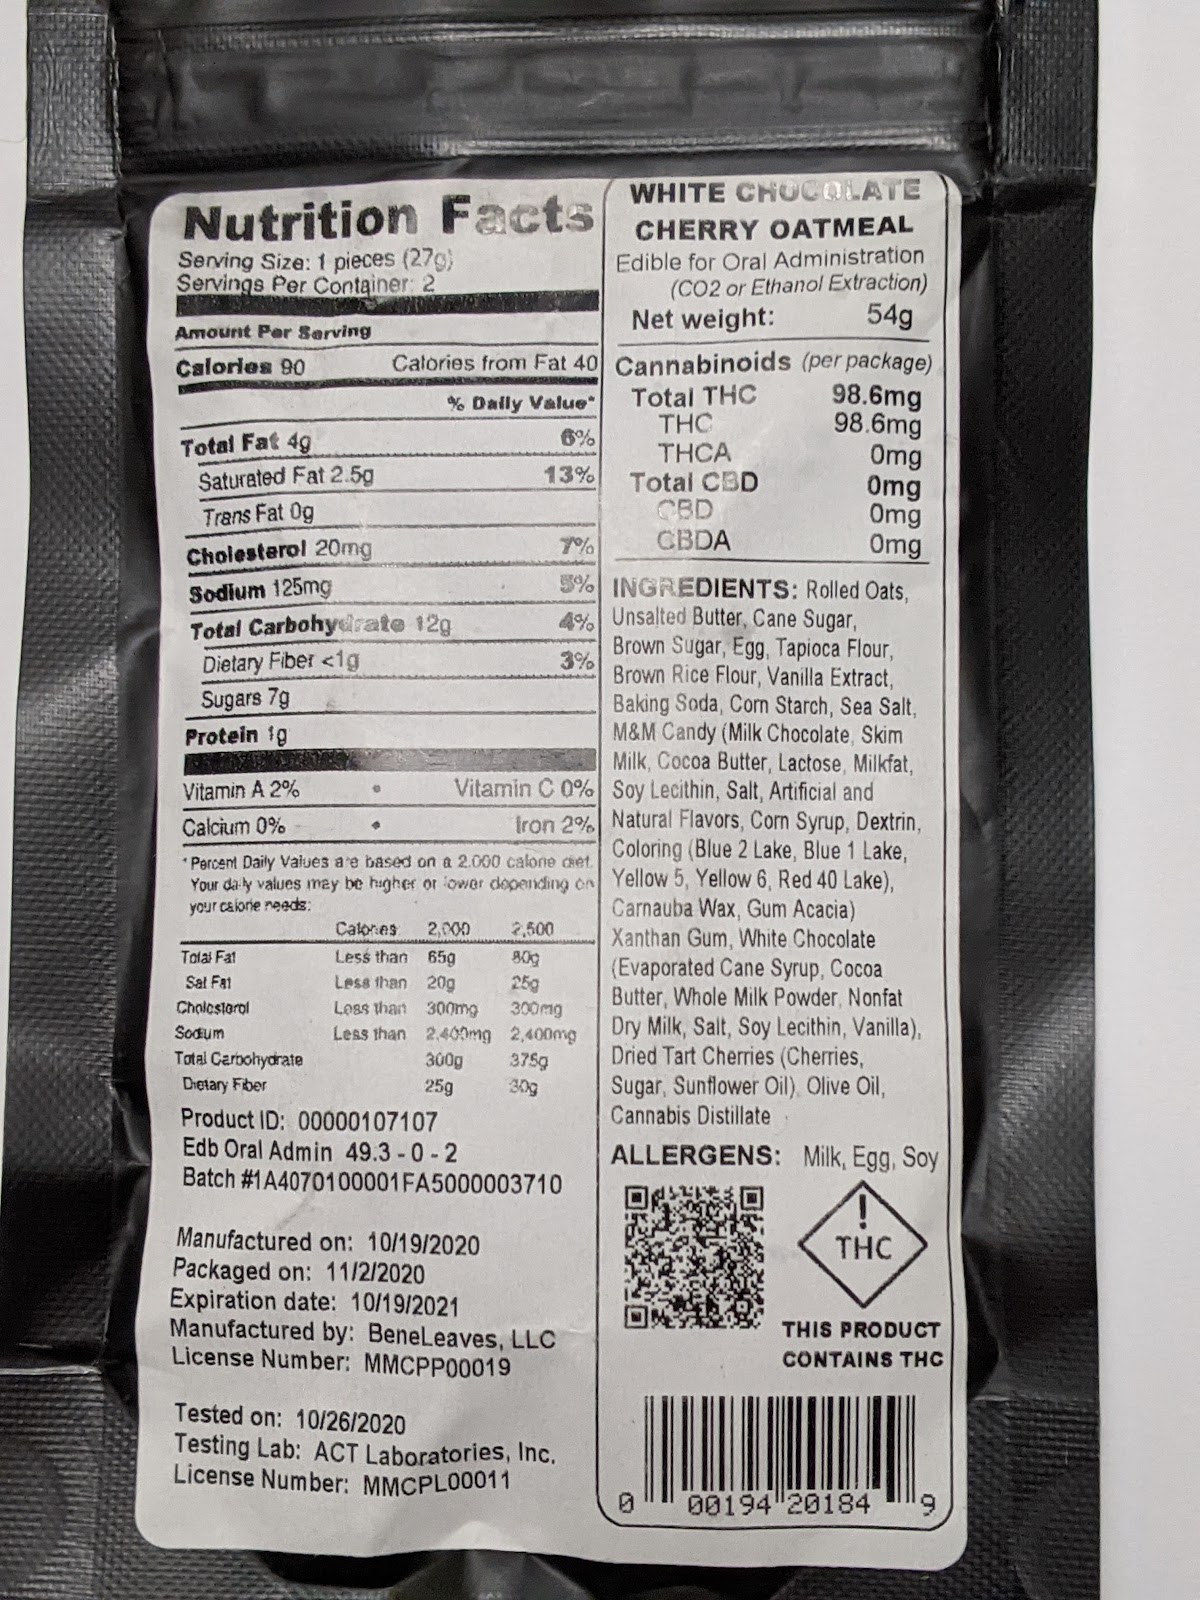 Nutrition Facts
Serving Size: 1 pieces (27g)
Servings Per Container: 2
Amount Per Serving
Calories 90 Calories from Fat 40
% Daily Value*
Total Fat 4g 6%
Saturated Fat 2.5g 13%
Trans Fat 0g
Cholesterol 20mg 7%
Sodium 125mg 5%
Total Carbohydrate 12g 4%
Dietary Fiber <1g 3%
Sugars 7g
Protein 1g
Vitamin A 2% • Vitamin C 0%
Calcium 0% • Iron 2%
* Percent Daily Values are based on a 2,000 calorie diet.
Your daily values may be higher or lower depending on
your calorie needs:
Calories: 2,000 2,500
Total Fat Less than 65g 80g
Sat Fat Less than 20g 25g
Cholesterol Less than 300mg 300mg
Sodium Less than 2,400mg 2,400mg
Total Carbohydrate 300g 375g
Dietary Fiber 25g 30g
Product ID: 00000107107
Edb Oral Admin 49.3 - 0 - 2
Batch #1A4070100001FA5000003710
Manufactured on: 10/19/2020
Packaged on: 11/2/2020
Expiration date: 10/19/2021
Manufactured by: BeneLeaves, LLC
License Number: MMCPP00019
Tested on: 10/26/2020
Testing Lab: ACT Laboratories, Inc.
License Number: MMCPL00011
WHITE CHOCOLATE
CHERRY OATMEAL
Edible for Oral Administration
(CO2 or Ethanol Extraction)
Net weight: 54g
Cannabinoids (per package)
Total THC 98.6mg
THC 98.6mg
THCA 0mg
Total CBD 0mg
CBD 0mg
CBDA 0mg
INGREDIENTS: Rolled Oats,
Unsalted Butter, Cane Sugar,
Brown Sugar, Egg, Tapioca Flour,
Brown Rice Flour, Vanilla Extract,
Baking Soda, Corn Starch, Sea Salt,
M&M Candy (Milk Chocolate, Skim
Milk, Cocoa Butter, Lactose, Milkfat,
Soy Lecithin, Salt, Artificial and
Natural Flavors, Corn Syrup, Dextrin,
Coloring (Blue 2 Lake, Blue 1 Lake,
Yellow 5, Yellow 6, Red 40 Lake),
Carnauba Wax, Gum Acacia)
Xanthan Gum, White Chocolate
(Evaporated Cane Syrup, Cocoa
Butter, Whole Milk Powder, Nonfat
Dry Milk, Salt, Soy Lecithin, Vanilla),
Dried Tart Cherries (Cherries,
Sugar, Sunflower Oil), Olive Oil,
Cannabis Distillate
ALLERGENS: Milk, Egg, Soy
!
THC
THIS PRODUCT
CONTAINS THC
0 00194 20184 9